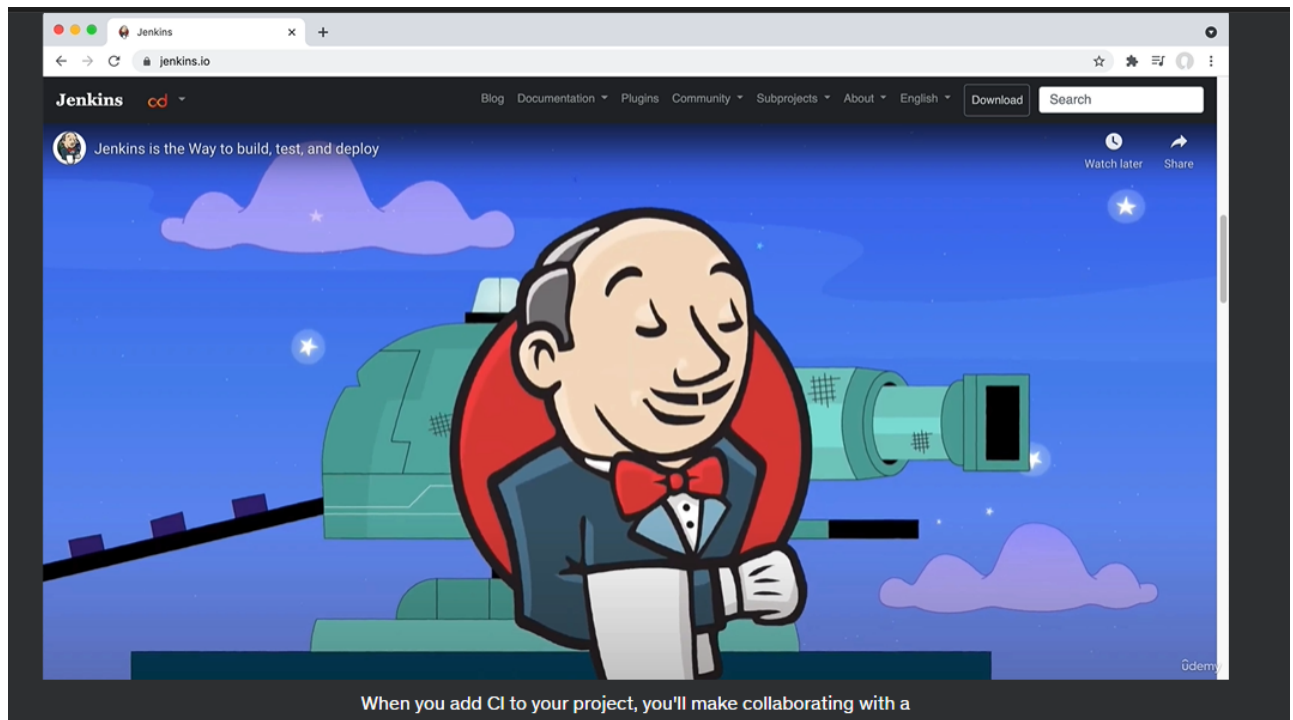 Jenkins
jenkins.io
Jenkins cd Blog Documentation Plugins Community Subprojects About English Download Search
Jenkins is the Way to build, test, and deploy
Watch later Share
ûdemy
When you add CI to your project, you'll make collaborating with a